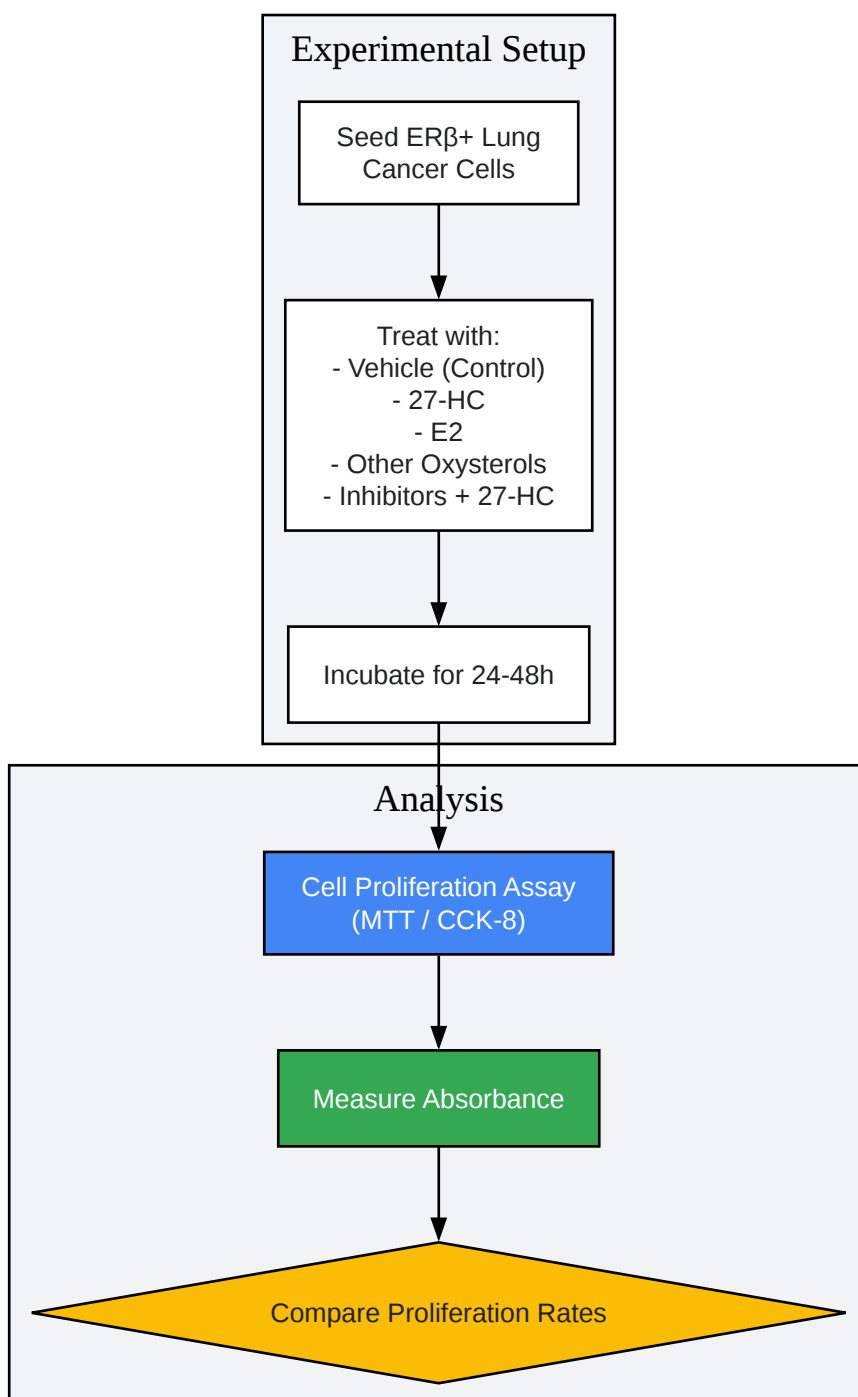 Experimental Setup
Seed ERβ+ Lung
Cancer Cells
Treat with:
- Vehicle (Control)
- 27-HC
- E2
- Other Oxysterols
- Inhibitors + 27-HC
Incubate for 24-48h
Analysis
Cell Proliferation Assay
(MTT / CCK-8)
Measure Absorbance
Compare Proliferation Rates